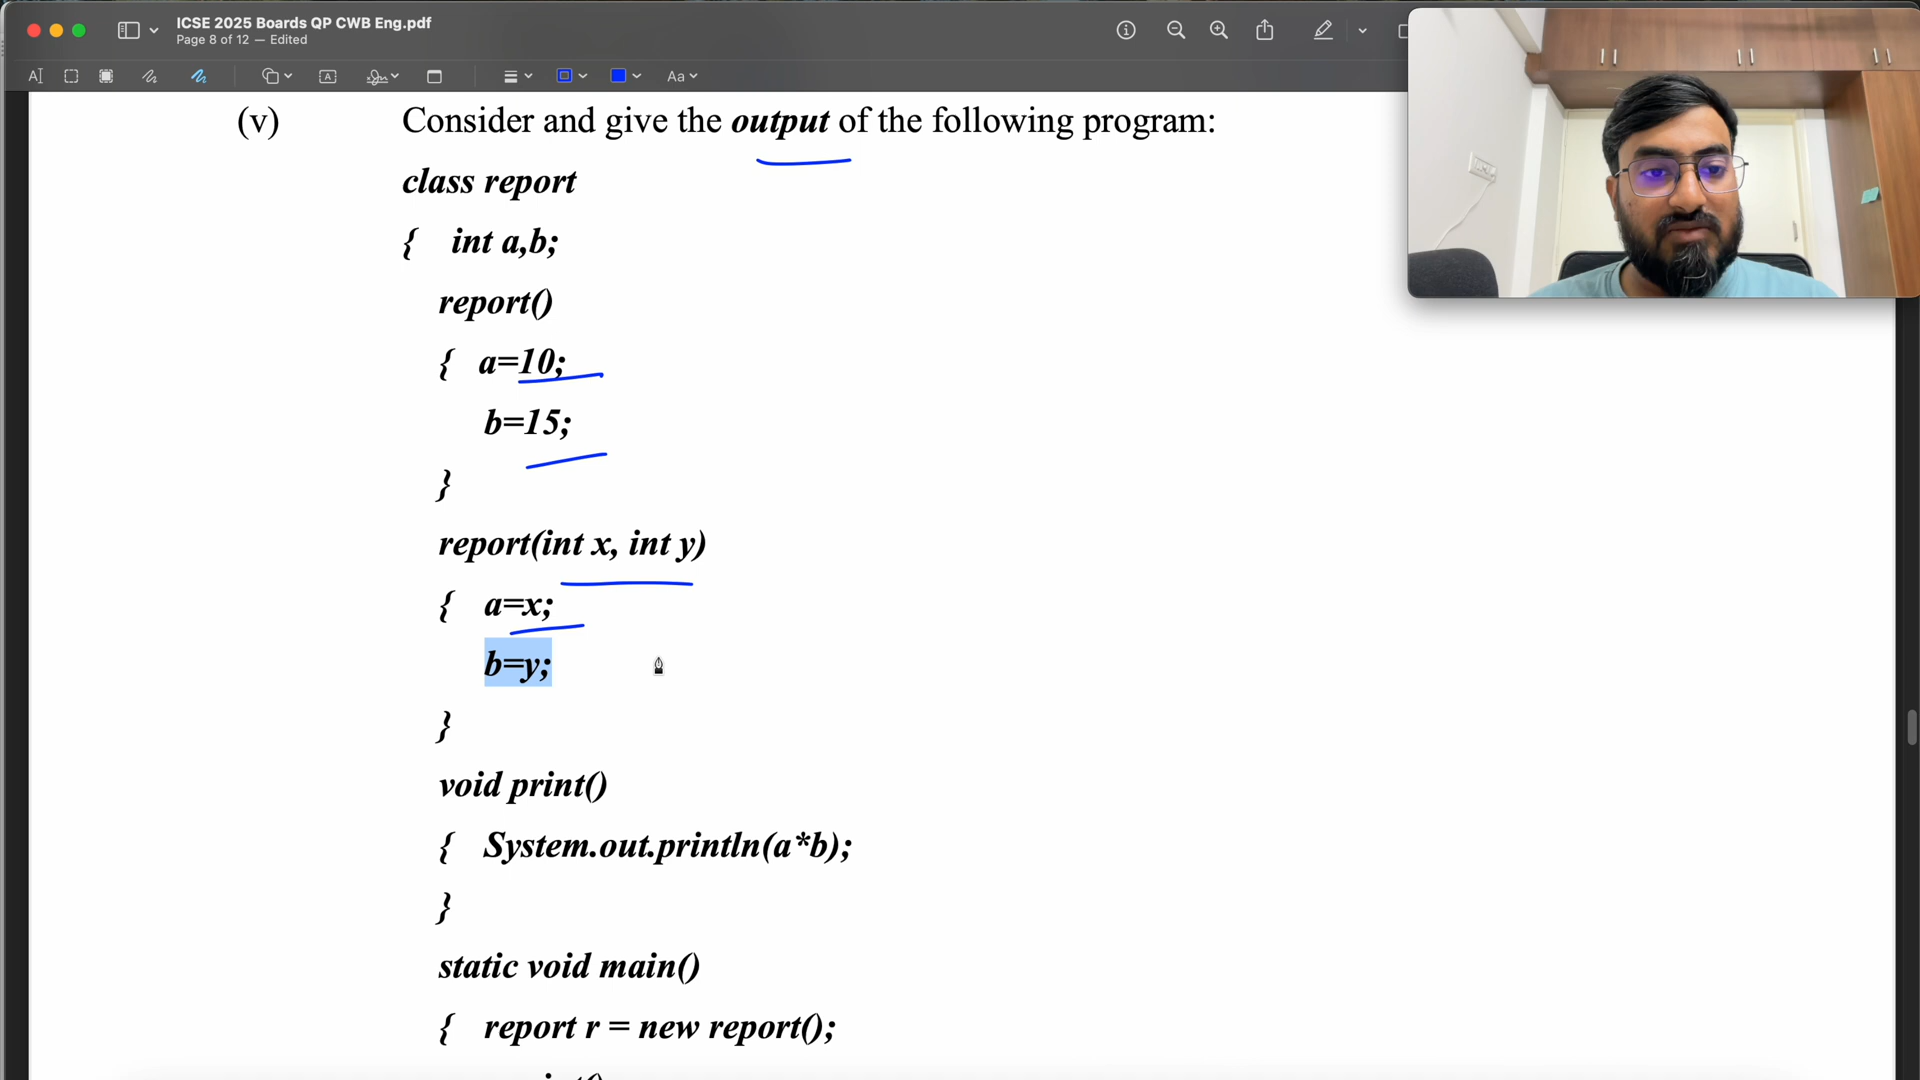 ICSE 2025 Boards QP CWB Eng.pdf
Page 8 of 12 — Edited
Aa
(v) Consider and give the output of the following program:
class report
{ int a,b;
report()
{ a=10;
b=15;
}
report(int x, int y)
{ a=x;
b=y;
}
void print()
{ System.out.println(a*b);
}
static void main()
{ report r = new report();